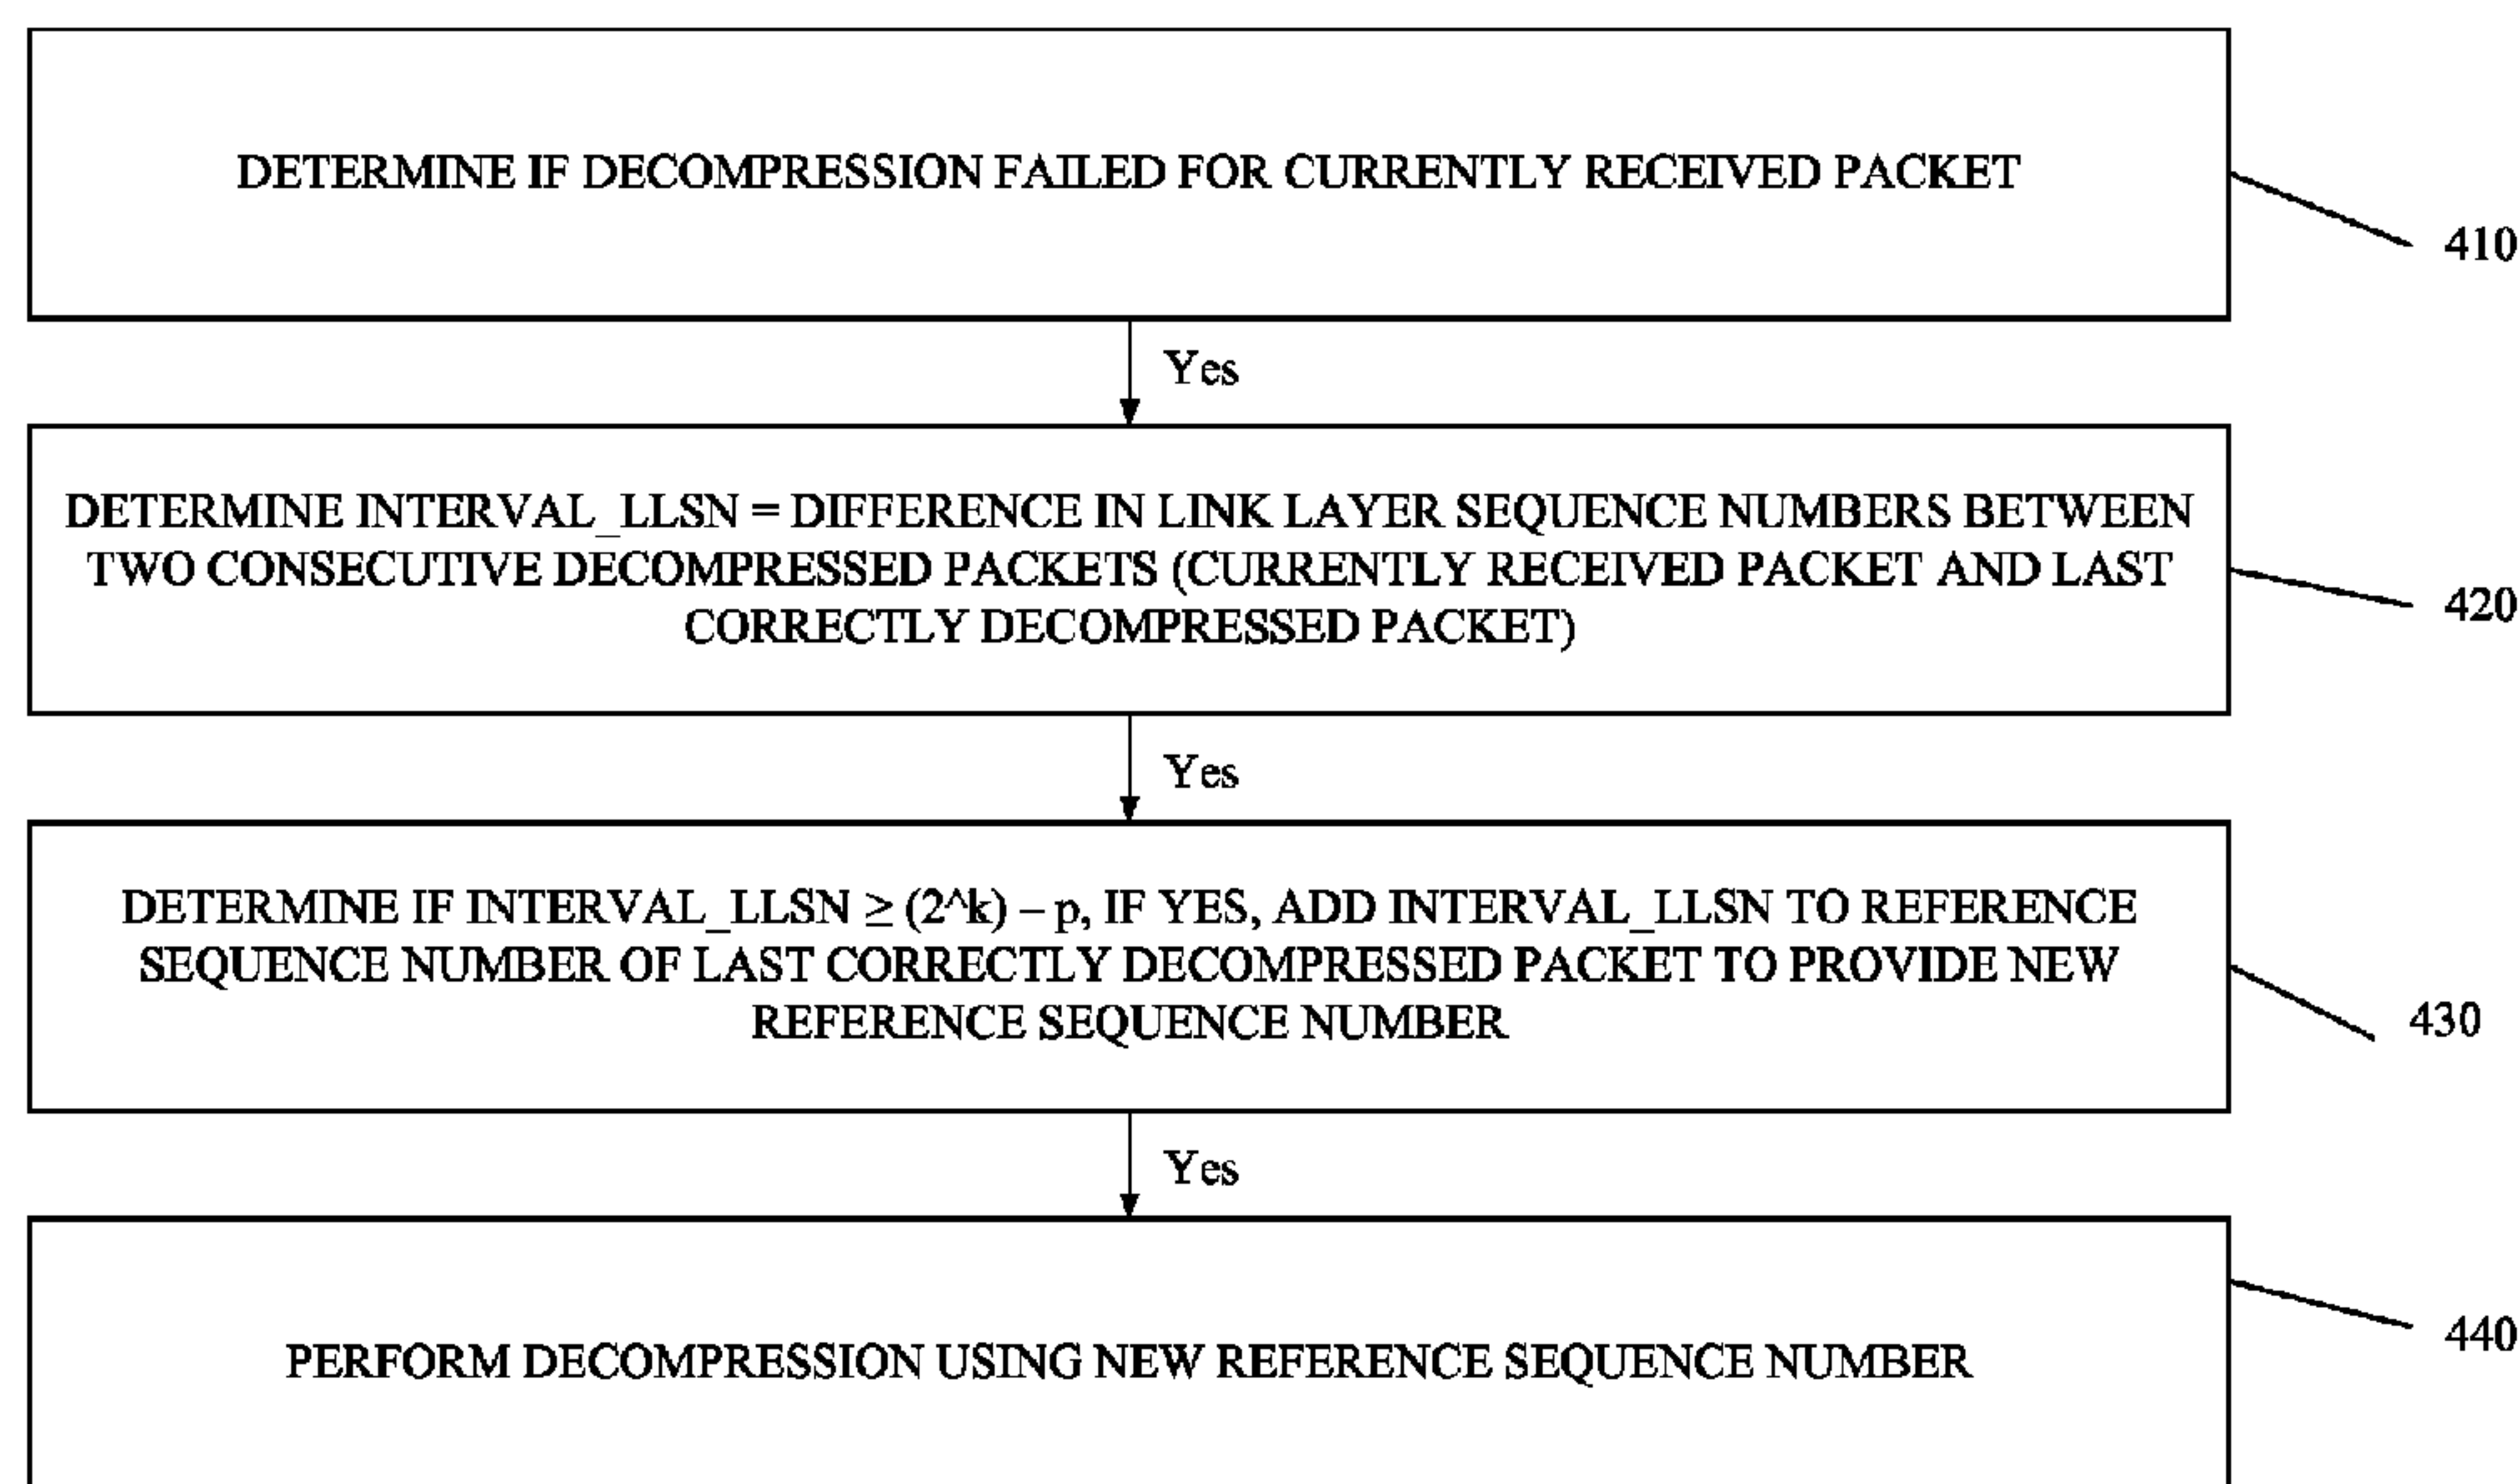 DETERMINE IF DECOMPRESSION FAILED FOR CURRENTLY RECEIVED PACKET
410
Yes
DETERMINE INTERVAL_LLSN = DIFFERENCE IN LINK LAYER SEQUENCE NUMBERS BETWEEN
TWO CONSECUTIVE DECOMPRESSED PACKETS (CURRENTLY RECEIVED PACKET AND LAST
CORRECTLY DECOMPRESSED PACKET)
420
Yes
DETERMINE IF INTERVAL_LLSN ≥ (2^k) – p, IF YES, ADD INTERVAL_LLSN TO REFERENCE
SEQUENCE NUMBER OF LAST CORRECTLY DECOMPRESSED PACKET TO PROVIDE NEW
REFERENCE SEQUENCE NUMBER
430
Yes
PERFORM DECOMPRESSION USING NEW REFERENCE SEQUENCE NUMBER
440